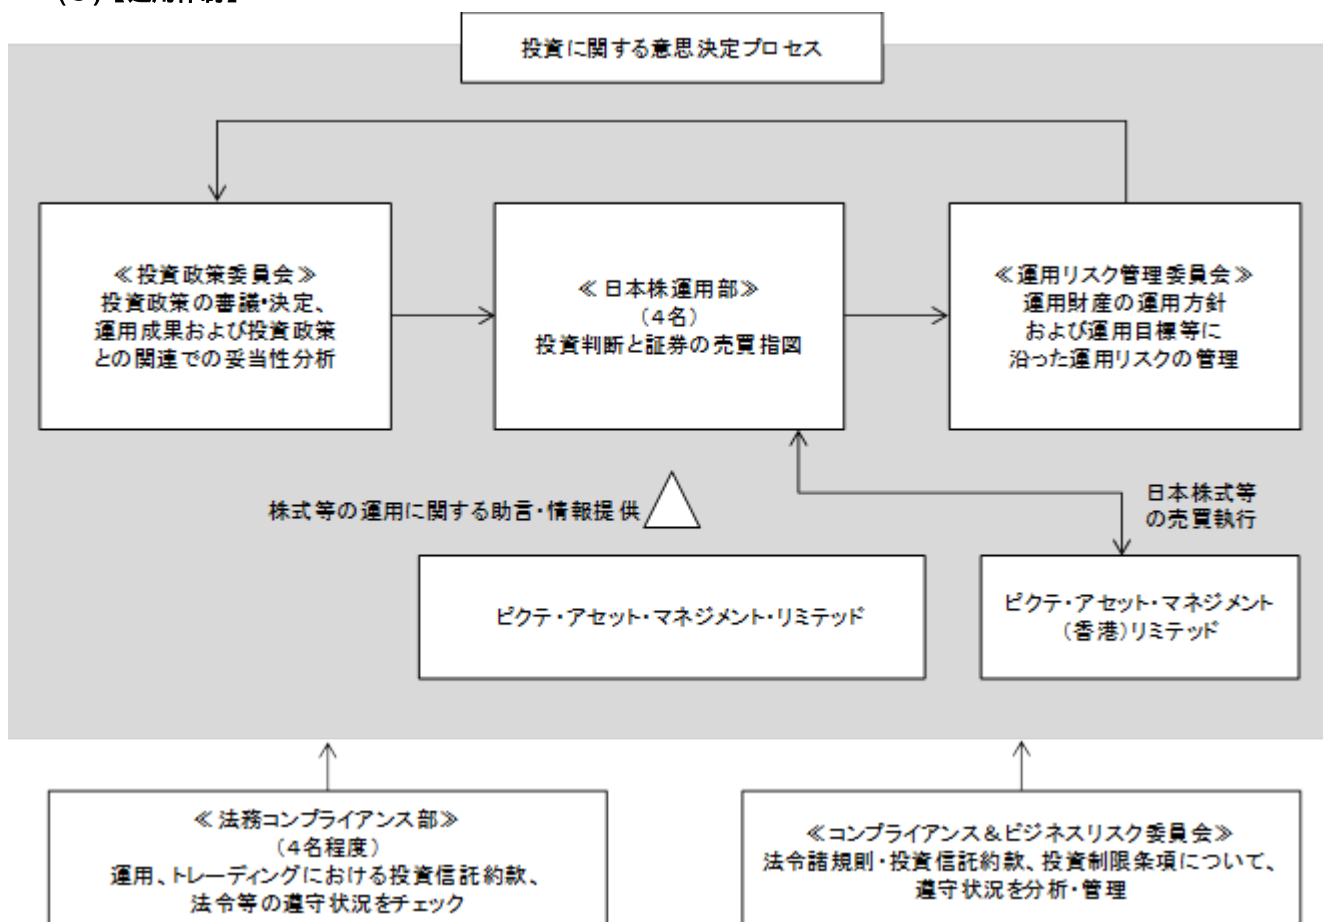 投資に関する意思決定プロセス
≪投資政策委員会≫
投資政策の審議・決定、
運用成果および投資政策
との関連での妥当性分析
≪日本株運用部≫
(4名)
投資判断と証券の売買指図
≪運用リスク管理委員会≫
運用財産の運用方針
および運用目標等に
沿った運用リスクの管理
株式等の運用に関する助言・情報提供
日本株式等
の売買執行
ピクテ・アセット・マネジメント・リミテッド
ピクテ・アセット・マネジメント
(香港)リミテッド
≪法務コンプライアンス部≫
(4名程度)
運用、トレーディングにおける投資信託約款、
法令等の遵守状況をチェック
≪コンプライアンス&ビジネスリスク委員会≫
法令諸規則・投資信託約款、投資制限条項について、
遵守状況を分析・管理